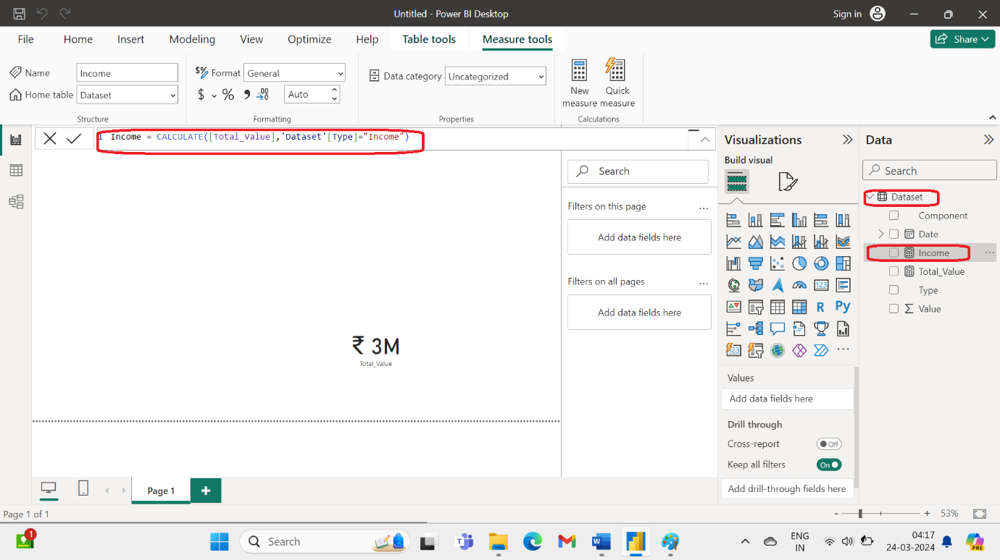 Untitled - Power BI Desktop
Sign in
File Home Insert Modeling View Optimize Help Table tools Measure tools
Share
Name Income
Home table Dataset
Structure
$% Format General
$ % Auto
Formatting
Data category Uncategorized
Properties
New measure
Quick measure
Calculations
1 Income = CALCULATE([Total_Value],'Dataset'[Type]="Income")
₹ 3M
Total_Value
Search
Filters on this page ...
Add data fields here
Filters on all pages ...
Add data fields here
Visualizations
Build visual
123
R Py
123
...
Values
Add data fields here
Drill through
Cross-report Off
Keep all filters On
Add drill-through fields here
Data
Search
Dataset
Component
Date
Income ...
Total_Value
Type
Σ Value
Page 1 +
Page 1 of 1
- + 53%
1
Search
T
W
ENG
IN
04:17
24-03-2024
PRE